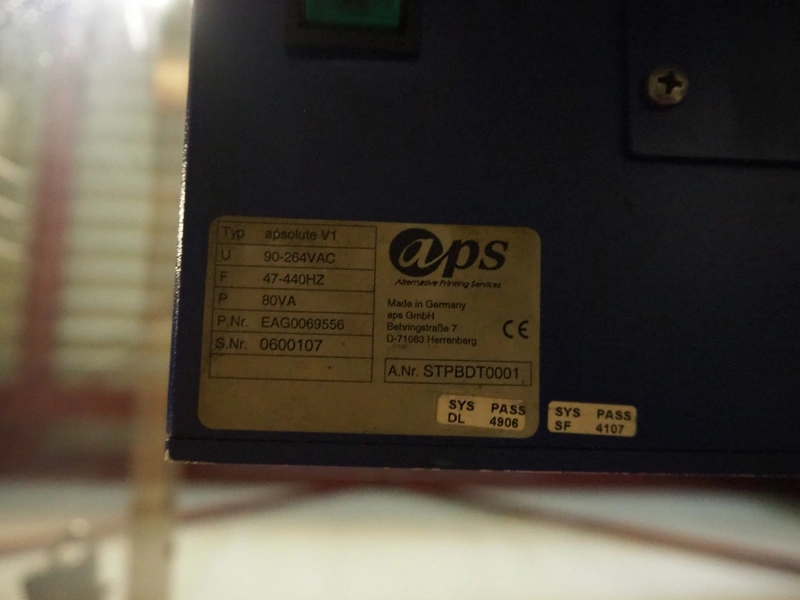 Typ apsolute V1
U 90-264VAC
F 47-440HZ
P 80VA
P.Nr. EAG0069556
S.Nr. 0600107
aps
Alternative Printing Services
Made in Germany
aps GmbH
Behringstraße 7
D-71083 Herrenberg
CE
A.Nr. STPBDT0001
SYS PASS
DL 4906
SYS PASS
SF 4107